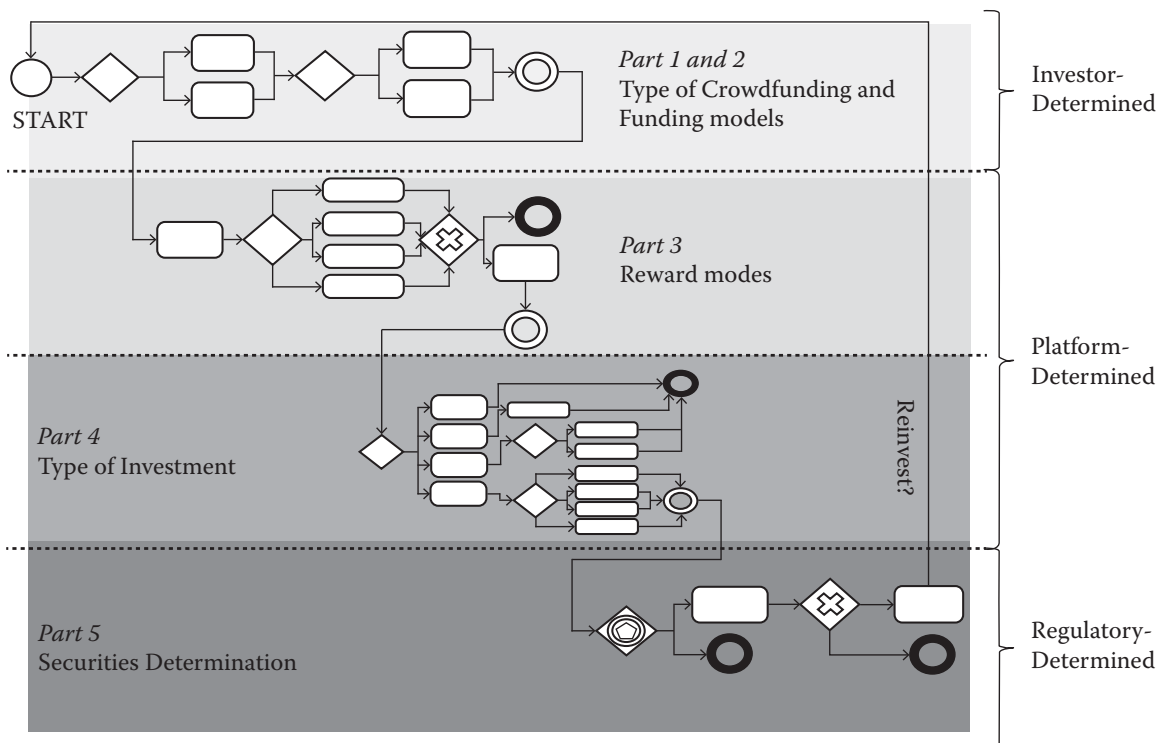 Part 1 and 2
Type of Crowdfunding and
Funding models
Investor-
Determined
START
Part 3
Reward modes
Platform-
Determined
Part 4
Type of Investment
Reinvest?
Part 5
Securities Determination
Regulatory-
Determined